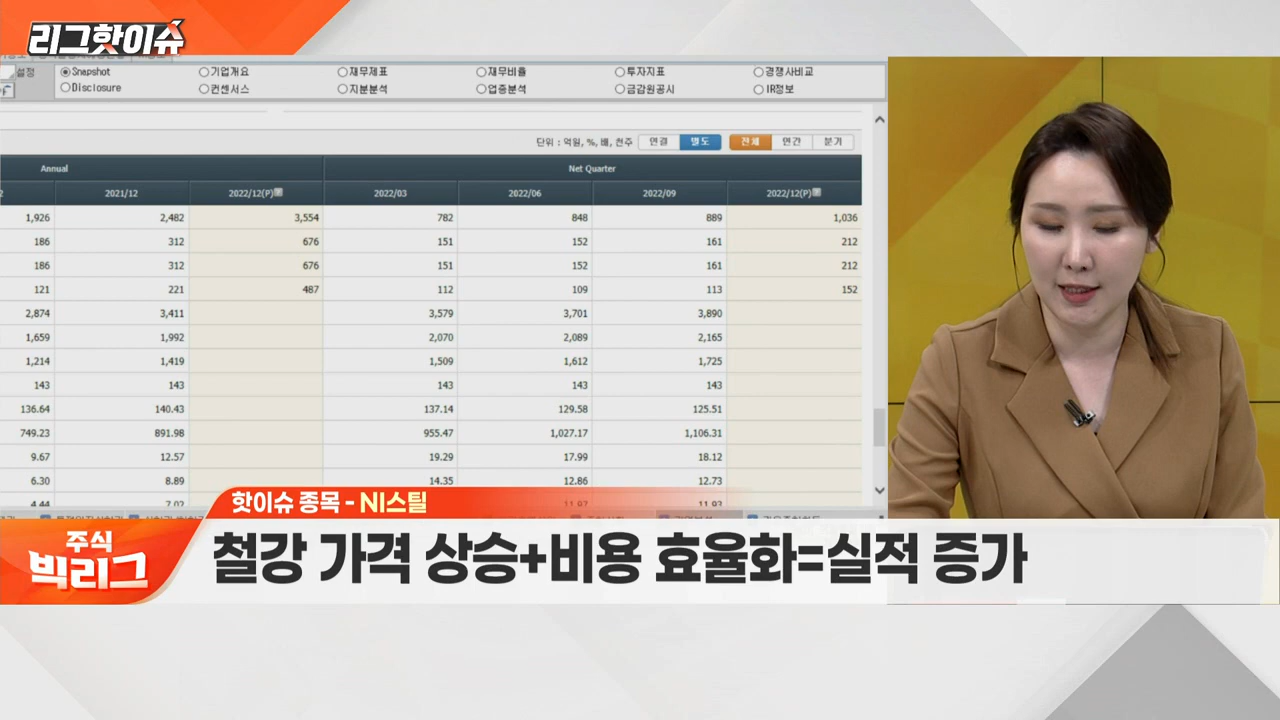 리그핫이슈
설정
Snapshot 기업개요 재무제표 재무비율 투자지표 경쟁사비교
Disclosure 컨센서스 지분분석 업종분석 금감원공시 IR정보
단위 : 억원, %, 배, 천주 연결 별도 전체 연간 분기
Annual Net Quarter
2021/12 2022/12(P) 2022/03 2022/06 2022/09 2022/12(P)
1,926 2,482 3,554 782 848 889 1,036
186 312 676 151 152 161 212
186 312 676 151 152 161 212
121 221 487 112 109 113 152
2,874 3,411 3,579 3,701 3,890
1,659 1,992 2,070 2,089 2,165
1,214 1,419 1,509 1,612 1,725
143 143 143 143 143
136.64 140.43 137.14 129.58 125.51
749.23 891.98 955.47 1,027.17 1,106.31
9.67 12.57 19.29 17.99 18.12
6.30 8.89 14.35 12.86 12.73
핫이슈 종목 - NI스틸
주식
빅리그
철강 가격 상승+비용 효율화=실적 증가